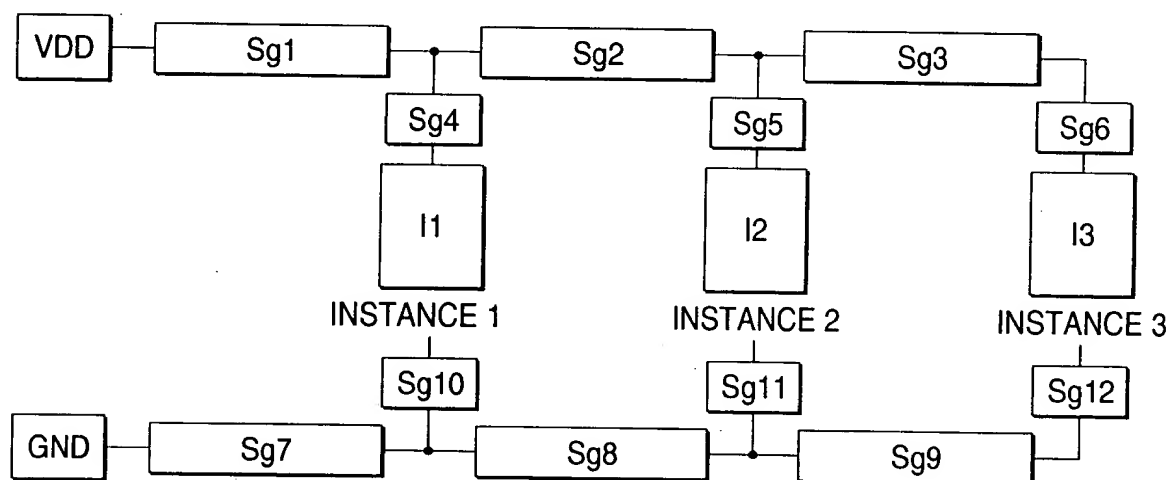 VDD
Sg1
Sg2
Sg3
Sg4
Sg5
Sg6
I1
I2
I3
INSTANCE 1
INSTANCE 2
INSTANCE 3
Sg10
Sg11
Sg12
GND
Sg7
Sg8
Sg9